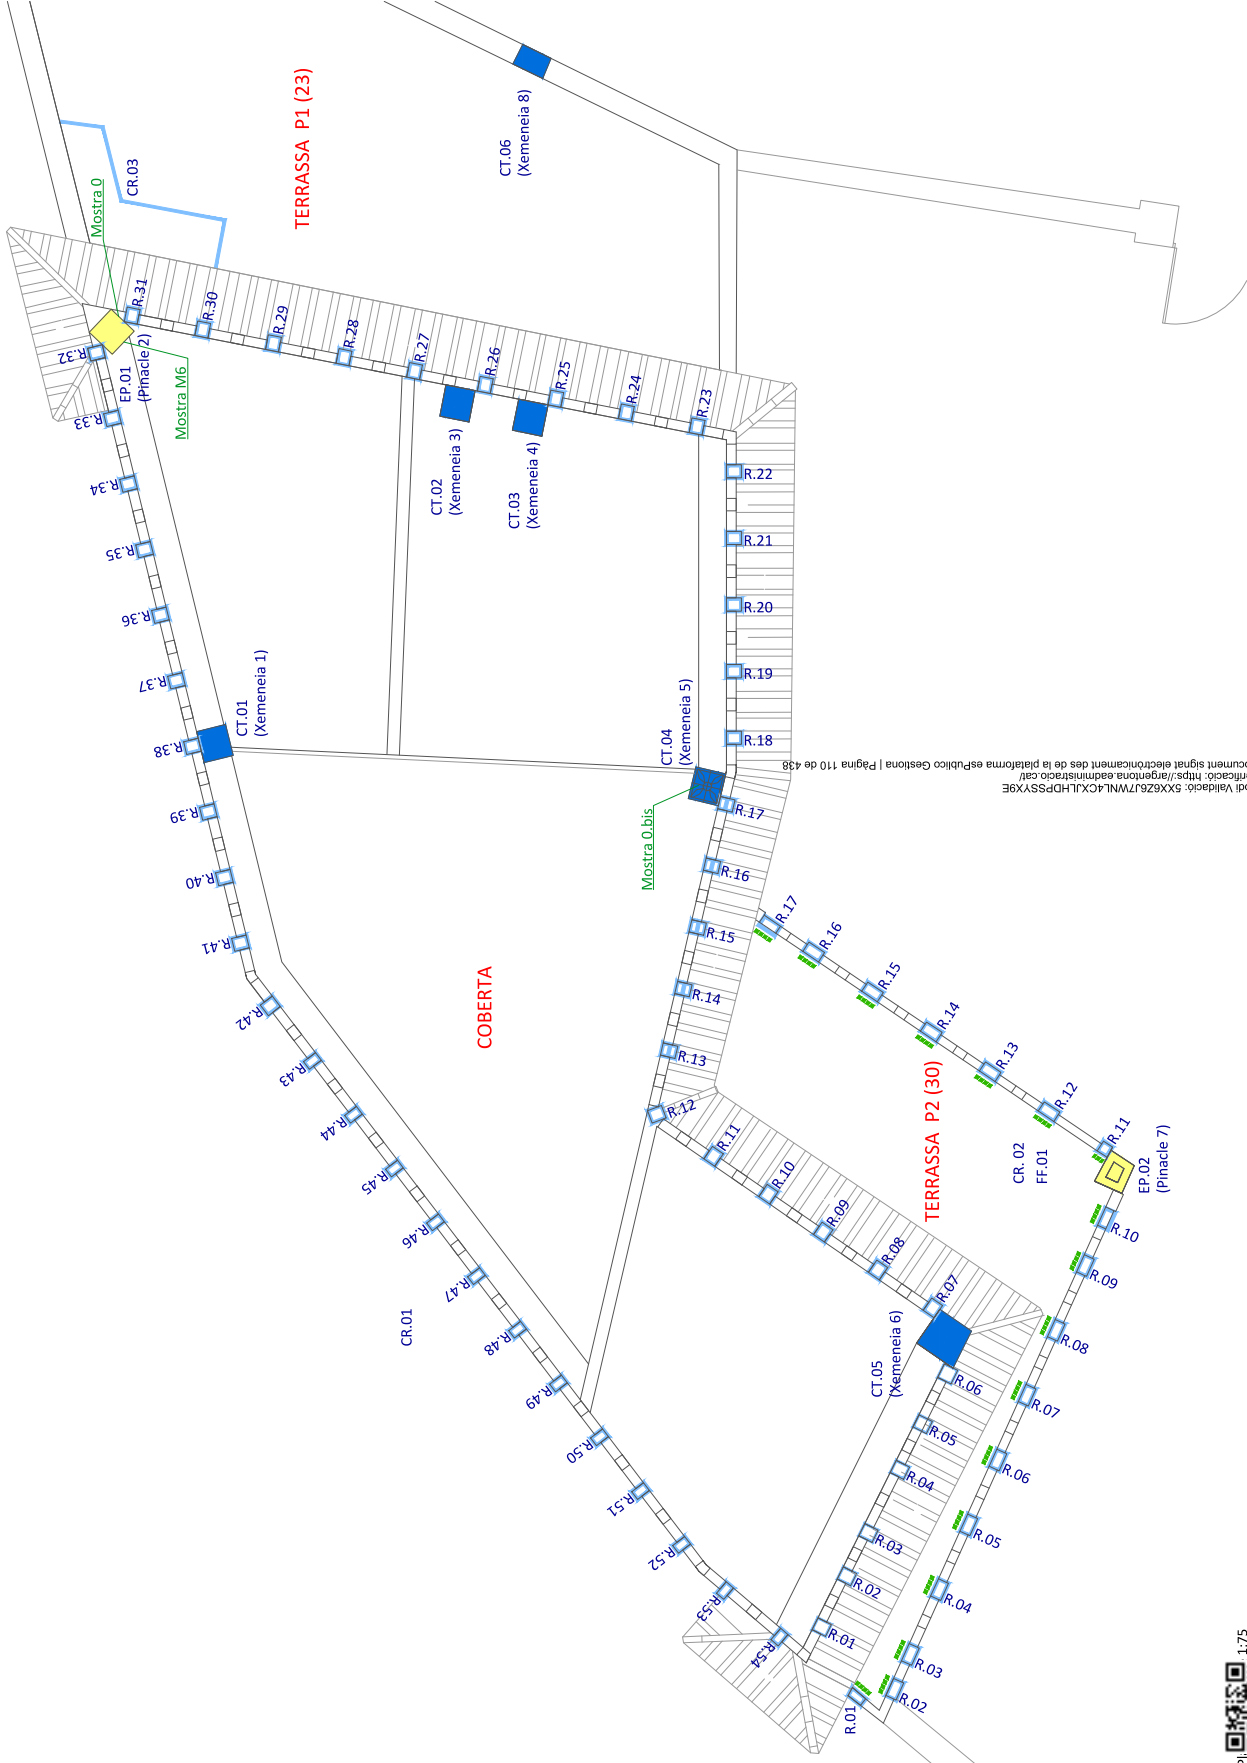 CT.06
(Xemeneia 8)
TERRASSA P1 (23)
CR.03
Mostra 0
R.31
R.30
R.29
R.28
R.27
R.26
R.25
R.24
R.23
R.32
EP.01
(Pinacle 2)
Mostra M6
R.33
R.34
R.35
R.36
R.37
R.38
R.39
R.40
R.41
CT.02
(Xemeneia 3)
CT.03
(Xemeneia 4)
R.22
R.21
R.20
R.19
R.18
CT.01
(Xemeneia 1)
CT.04
(Xemeneia 5)
Mostra 0.bis
R.17
R.16
R.15
R.14
R.13
R.12
R.11
R.10
R.09
R.08
R.07
COBERTA
R.42
R.43
R.44
R.45
R.46
R.47
R.48
R.49
R.50
R.51
R.52
R.53
R.54
CR.01
CT.05
(Xemeneia 6)
R.06
R.05
R.04
R.03
R.02
R.01
TERRASSA P2 (30)
R.17
R.16
R.15
R.14
R.13
R.12
R.11
CR. 02
FF.01
EP.02
(Pinacle 7)
R.10
R.09
R.08
R.07
R.06
R.05
R.04
R.03
R.02
R.01
odi Validació: 5XX6Z6J7WNL4CXJLHDPSSYX9E
erificació: https://argentona.eadministracio.cat/
ocument signat electrònicament des de la plataforma esPublico Gestiona | Pàgina 110 de 438
1:75